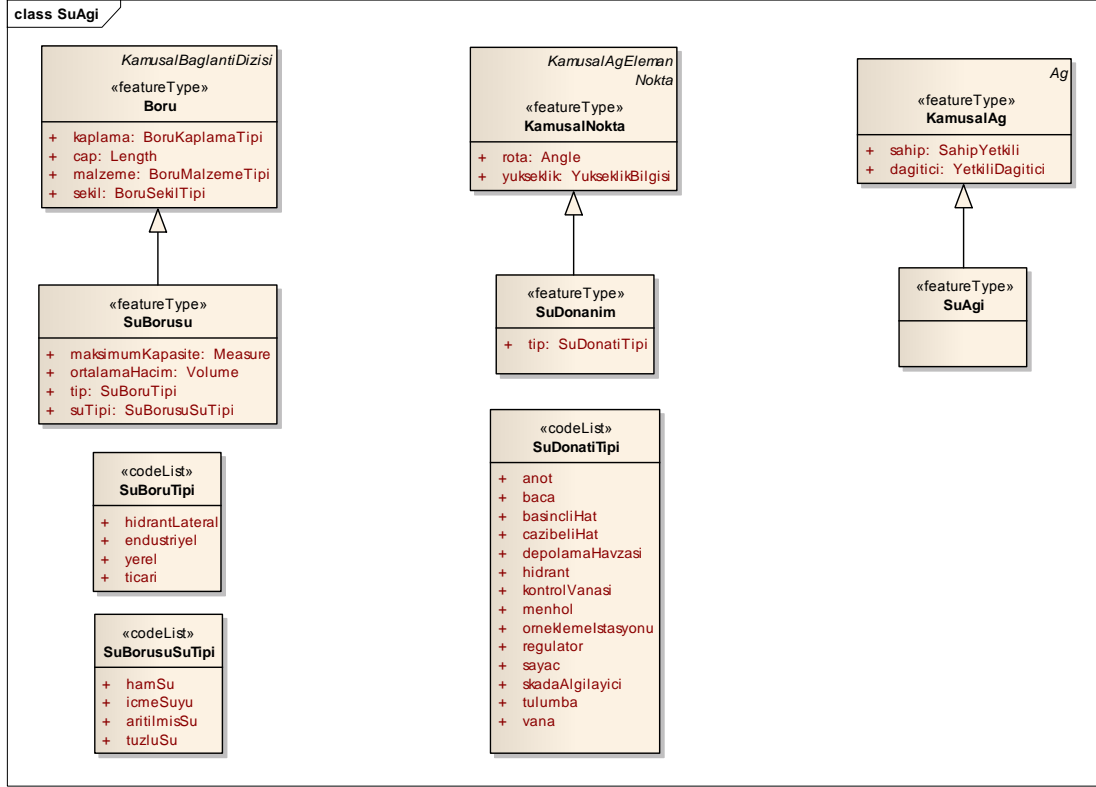 class SuAgi
KamusalBaglantiDizisi
«featureType»
Boru
+ kaplama: BoruKaplamaTipi
+ cap: Length
+ malzeme: BoruMalzemeTipi
+ sekil: BoruSekilTipi
«featureType»
SuBorusu
+ maksimumKapasite: Measure
+ ortalamaHacim: Volume
+ tip: SuBoruTipi
+ suTipi: SuBorusuSuTipi
«codeList»
SuBoruTipi
+ hidrantLateral
+ endustriyel
+ yerel
+ ticari
«codeList»
SuBorusuSuTipi
+ hamSu
+ icmeSuyu
+ aritilmisSu
+ tuzluSu
KamusalAgEleman
Nokta
«featureType»
KamusalNokta
+ rota: Angle
+ yukseklik: YukseklikBilgisi
«featureType»
SuDonanim
+ tip: SuDonatiTipi
«codeList»
SuDonatiTipi
+ anot
+ baca
+ basincliHat
+ cazibeliHat
+ depolamaHavzasi
+ hidrant
+ kontrolVanasi
+ menhol
+ orneklemeIstasyonu
+ regulator
+ sayac
+ skadaAlgilayici
+ tulumba
+ vana
Ag
«featureType»
KamusalAg
+ sahip: SahipYetkili
+ dagitici: YetkiliDagitici
«featureType»
SuAgi